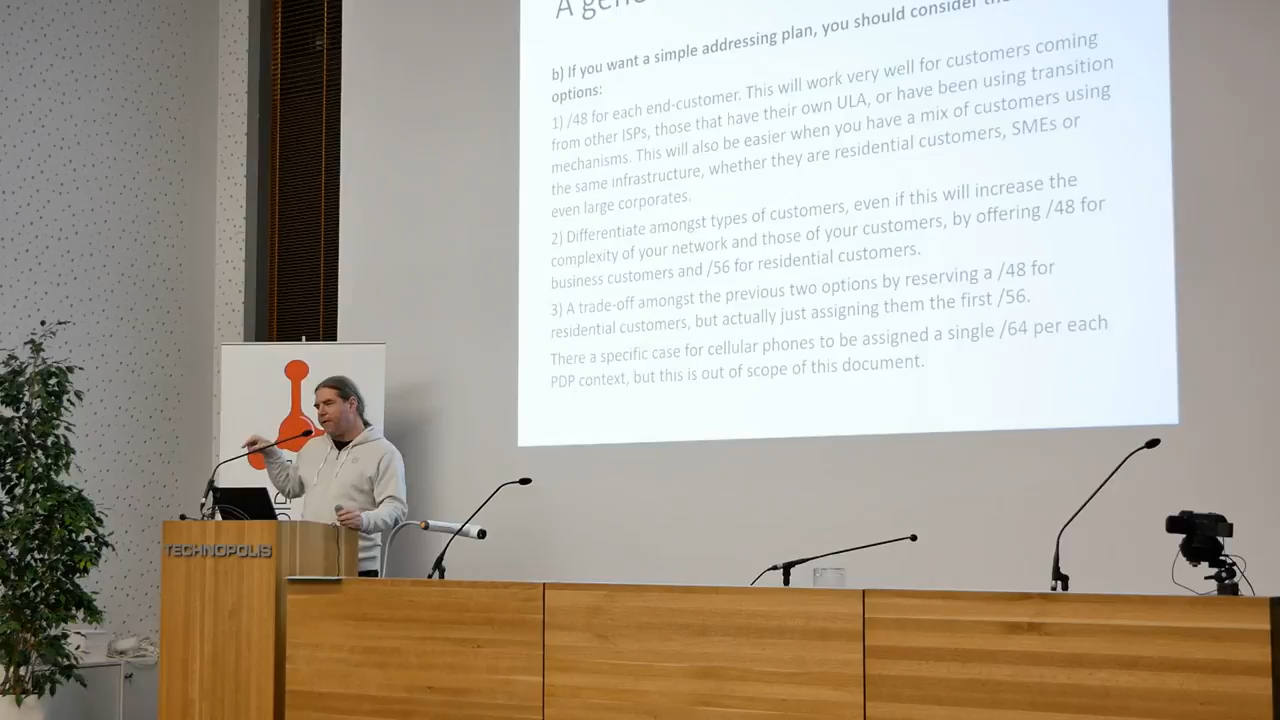 A gene
b) If you want a simple addressing plan, you should consider
options:
1) /48 for each end-customer. This will work very well for customers coming
from other ISPs, those that have their own ULA, or have been using transition
mechanisms. This will also be easier when you have a mix of customers using
the same infrastructure, whether they are residential customers, SMEs or
even large corporates.
2) Differentiate amongst types of customers, even if this will increase the
complexity of your network and those of your customers, by offering /48 for
business customers and /56 for residential customers.
3) A trade-off amongst the previous two options by reserving a /48 for
residential customers, but actually just assigning them the first /56.
There a specific case for cellular phones to be assigned a single /64 per each
PDP context, but this is out of scope of this document.
TECHNOPOLIS